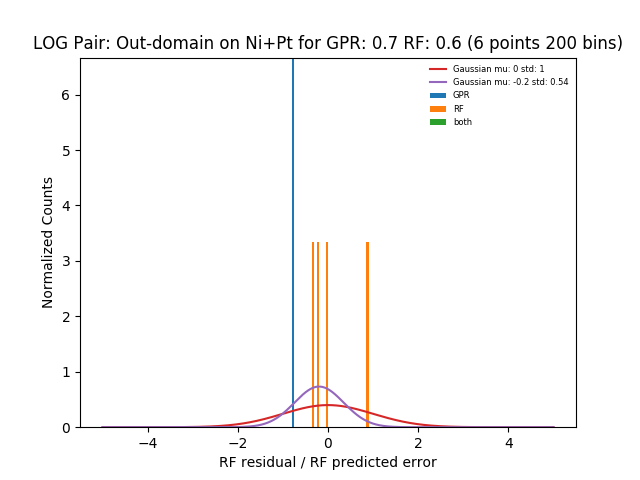 LOG Pair: Out-domain on Ni+Pt for GPR: 0.7 RF: 0.6 (6 points 200 bins)
Gaussian mu: 0 std: 1
Gaussian mu: -0.2 std: 0.54
GPR
RF
both
Normalized Counts
6
5
4
3
2
1
0
−4
−2
0
2
4
RF residual / RF predicted error